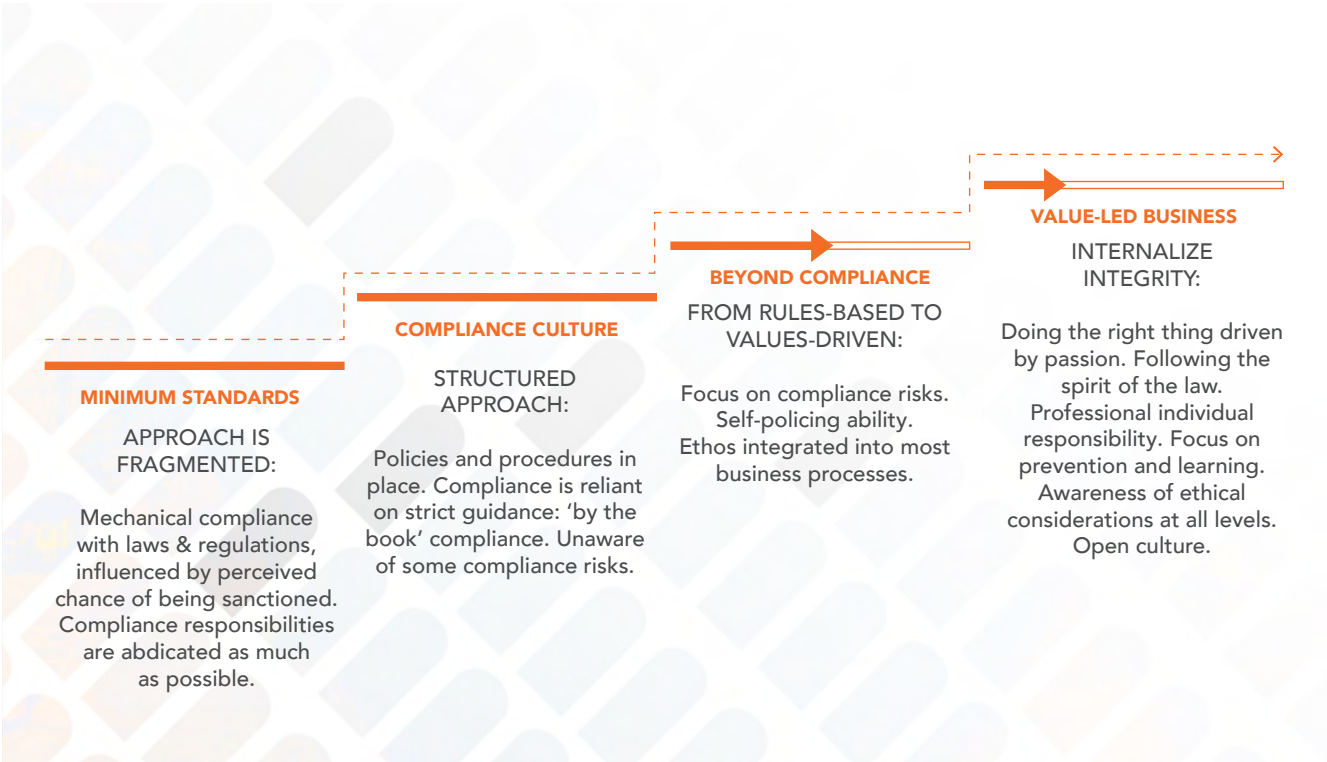 MINIMUM STANDARDS
APPROACH IS
FRAGMENTED:
Mechanical compliance
with laws & regulations,
influenced by perceived
chance of being sanctioned.
Compliance responsibilities
are abdicated as much
as possible.
COMPLIANCE CULTURE
STRUCTURED
APPROACH:
Policies and procedures in
place. Compliance is reliant
on strict guidance: ‘by the
book’ compliance. Unaware
of some compliance risks.
BEYOND COMPLIANCE
FROM RULES-BASED TO
VALUES-DRIVEN:
Focus on compliance risks.
Self-policing ability.
Ethos integrated into most
business processes.
VALUE-LED BUSINESS
INTERNALIZE
INTEGRITY:
Doing the right thing driven
by passion. Following the
spirit of the law.
Professional individual
responsibility. Focus on
prevention and learning.
Awareness of ethical
considerations at all levels.
Open culture.